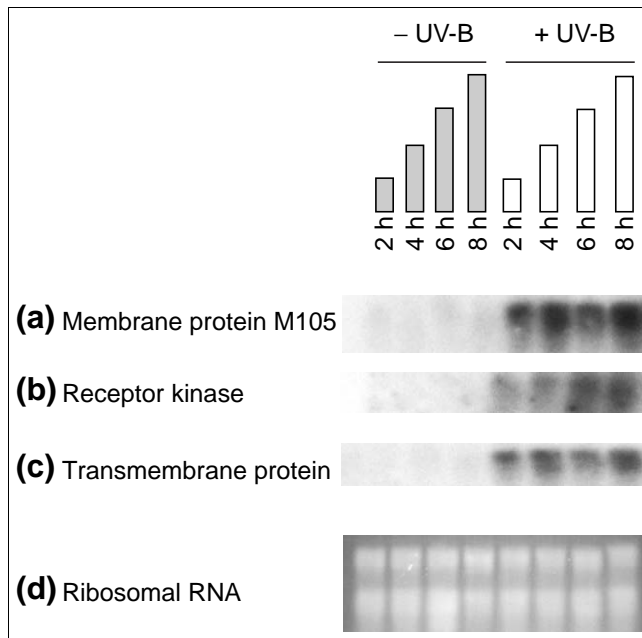 – UV-B + UV-B
2 h 4 h 6 h 8 h 2 h 4 h 6 h 8 h
(a) Membrane protein M105
(b) Receptor kinase
(c) Transmembrane protein
(d) Ribosomal RNA